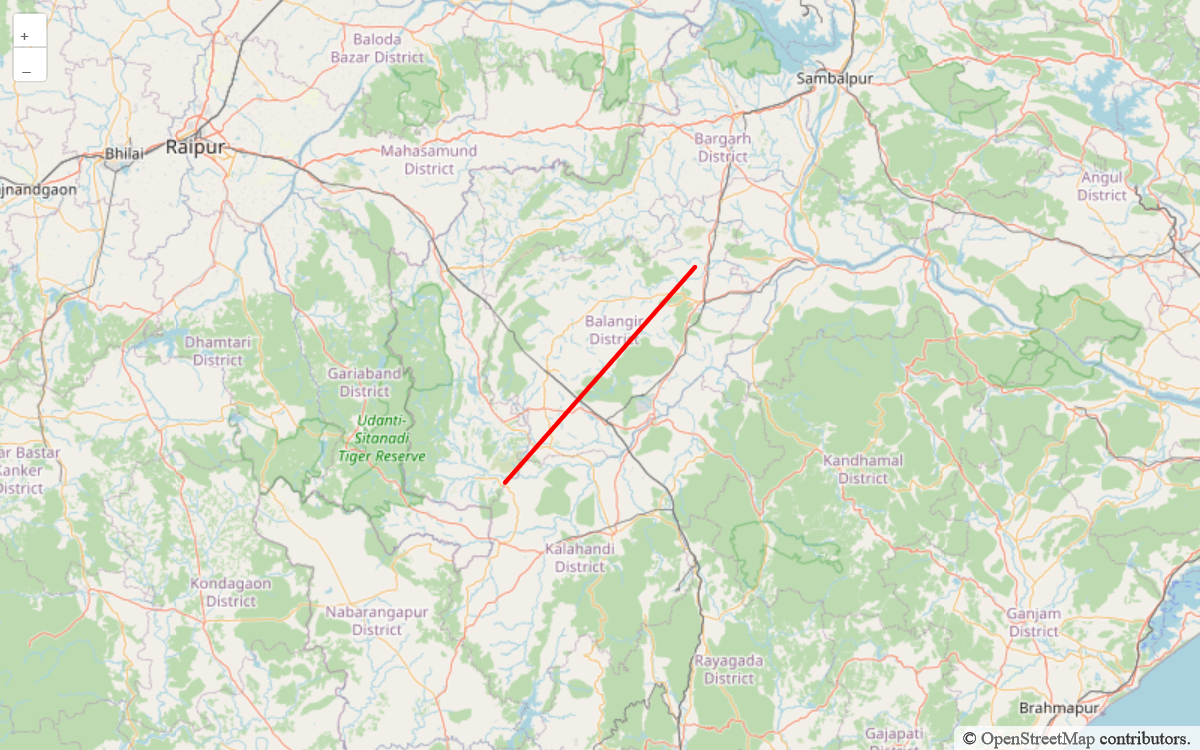 +
–
Baloda
Bazar District
Sambalpur
Raipur
Bhilai
Bargarh
District
Mahasamund
District
jnandgaon
Angul
District
Balangir
District
Dhamtari
District
Gariaband
District
Udanti-
Sitanadi
Tiger Reserve
ar Bastar
Kanker
District
Kandhamal
District
Kalahandi
District
Kondagaon
District
Nabarangapur
District
Ganjam
District
Rayagada
District
Brahmapur
Gajapati
District
© OpenStreetMap contributors.